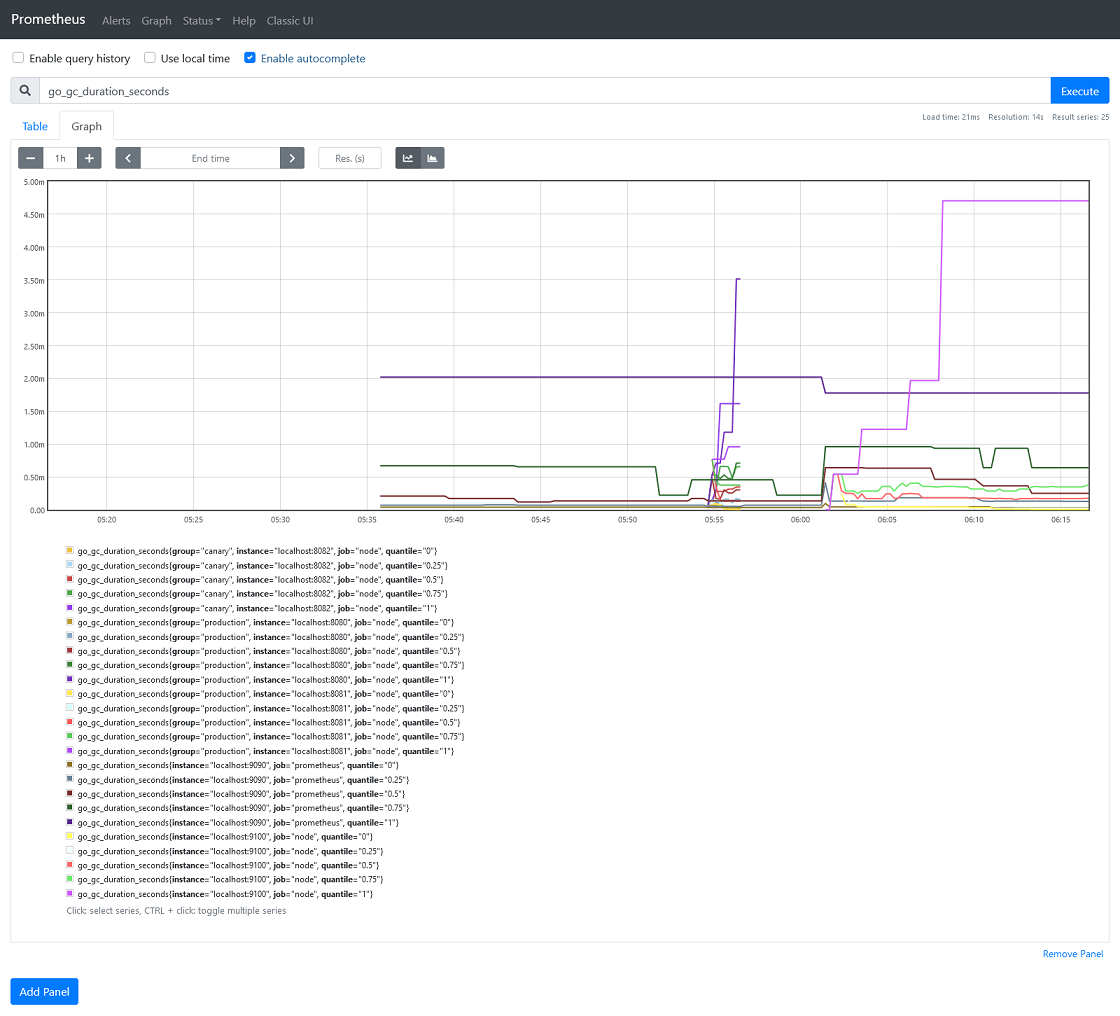 Prometheus Alerts Graph Status Help Classic UI
Enable query history Use local time Enable autocomplete
go_gc_duration_seconds Execute
Load time: 21ms Resolution: 14s Result series: 25
Table Graph
1h End time Res. (s)
5.00m
4.50m
4.00m
3.50m
3.00m
2.50m
2.00m
1.50m
1.00m
0.50m
0.00
05:20 05:25 05:30 05:35 05:40 05:45 05:50 05:55 06:00 06:05 06:10 06:15
go_gc_duration_seconds{group="canary", instance="localhost:8082", job="node", quantile="0"}
go_gc_duration_seconds{group="canary", instance="localhost:8082", job="node", quantile="0.25"}
go_gc_duration_seconds{group="canary", instance="localhost:8082", job="node", quantile="0.5"}
go_gc_duration_seconds{group="canary", instance="localhost:8082", job="node", quantile="0.75"}
go_gc_duration_seconds{group="canary", instance="localhost:8082", job="node", quantile="1"}
go_gc_duration_seconds{group="production", instance="localhost:8080", job="node", quantile="0"}
go_gc_duration_seconds{group="production", instance="localhost:8080", job="node", quantile="0.25"}
go_gc_duration_seconds{group="production", instance="localhost:8080", job="node", quantile="0.5"}
go_gc_duration_seconds{group="production", instance="localhost:8080", job="node", quantile="0.75"}
go_gc_duration_seconds{group="production", instance="localhost:8080", job="node", quantile="1"}
go_gc_duration_seconds{group="production", instance="localhost:8081", job="node", quantile="0"}
go_gc_duration_seconds{group="production", instance="localhost:8081", job="node", quantile="0.25"}
go_gc_duration_seconds{group="production", instance="localhost:8081", job="node", quantile="0.5"}
go_gc_duration_seconds{group="production", instance="localhost:8081", job="node", quantile="0.75"}
go_gc_duration_seconds{group="production", instance="localhost:8081", job="node", quantile="1"}
go_gc_duration_seconds{instance="localhost:9090", job="prometheus", quantile="0"}
go_gc_duration_seconds{instance="localhost:9090", job="prometheus", quantile="0.25"}
go_gc_duration_seconds{instance="localhost:9090", job="prometheus", quantile="0.5"}
go_gc_duration_seconds{instance="localhost:9090", job="prometheus", quantile="0.75"}
go_gc_duration_seconds{instance="localhost:9090", job="prometheus", quantile="1"}
go_gc_duration_seconds{instance="localhost:9100", job="node", quantile="0"}
go_gc_duration_seconds{instance="localhost:9100", job="node", quantile="0.25"}
go_gc_duration_seconds{instance="localhost:9100", job="node", quantile="0.5"}
go_gc_duration_seconds{instance="localhost:9100", job="node", quantile="0.75"}
go_gc_duration_seconds{instance="localhost:9100", job="node", quantile="1"}
Click: select series, CTRL + click: toggle multiple series
Remove Panel
Add Panel